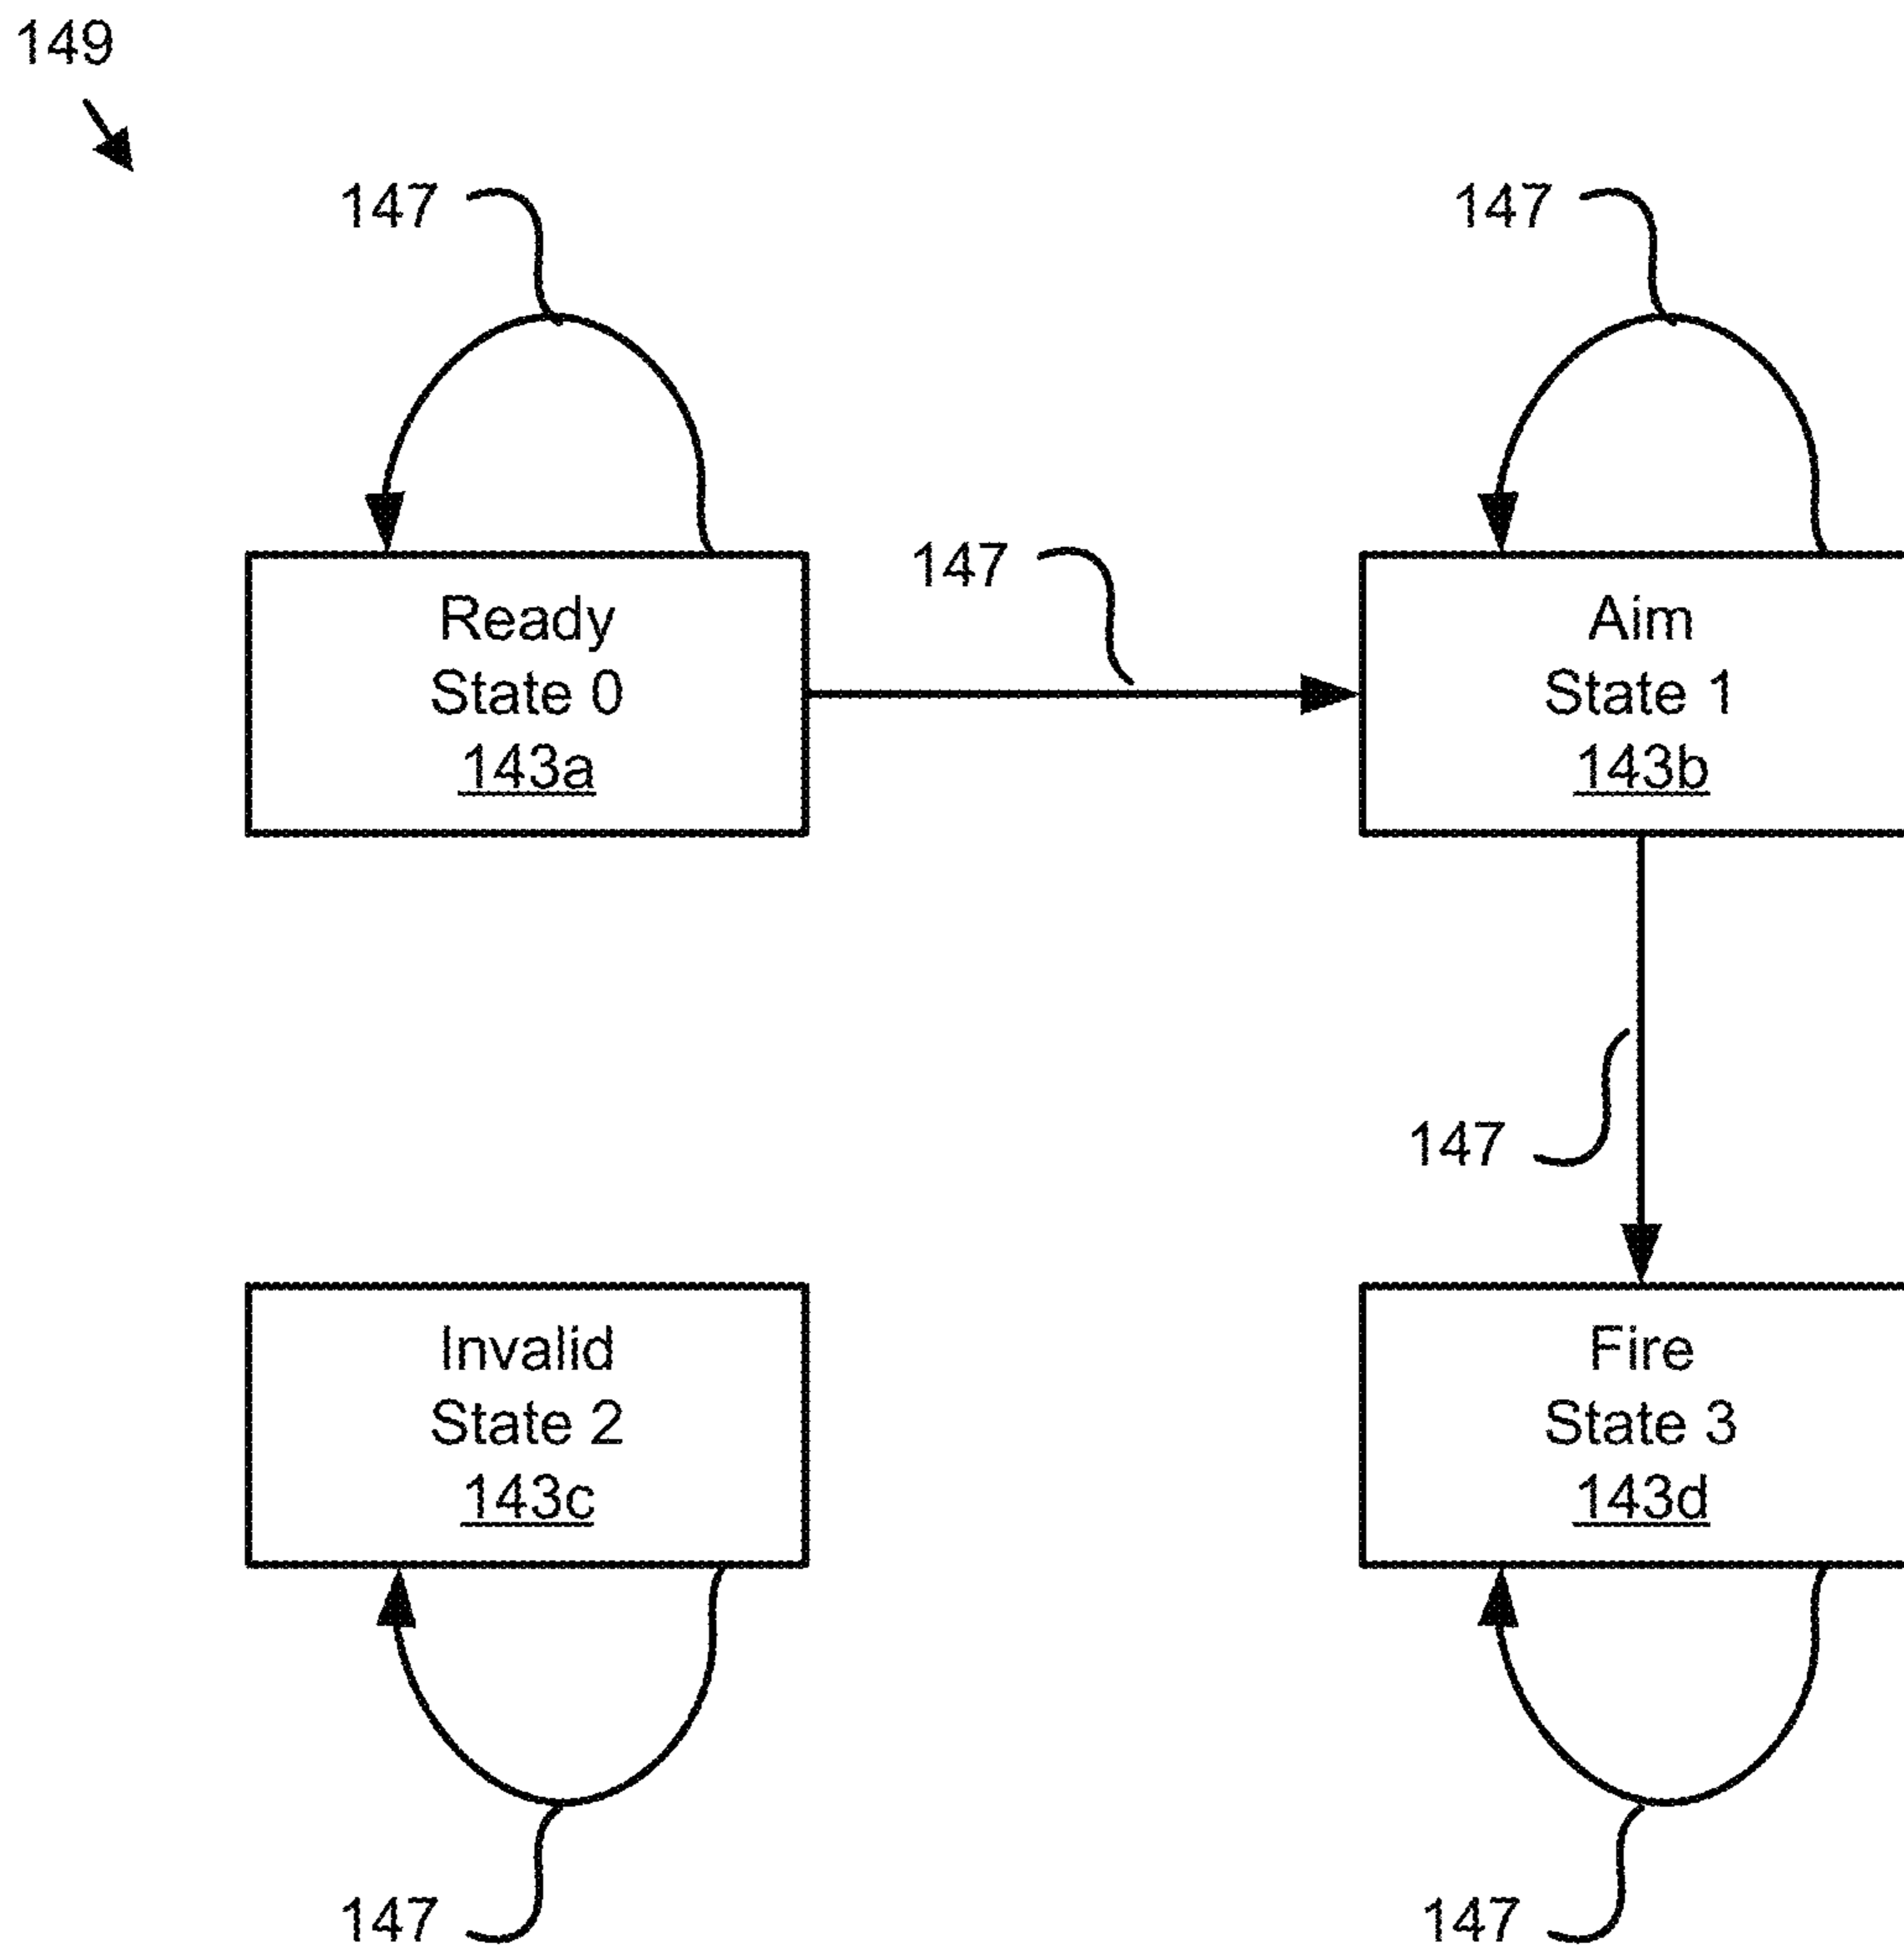 149
147
147
Ready
State 0
143a
147
Aim
State 1
143b
147
Invalid
State 2
143c
Fire
State 3
143d
147
147